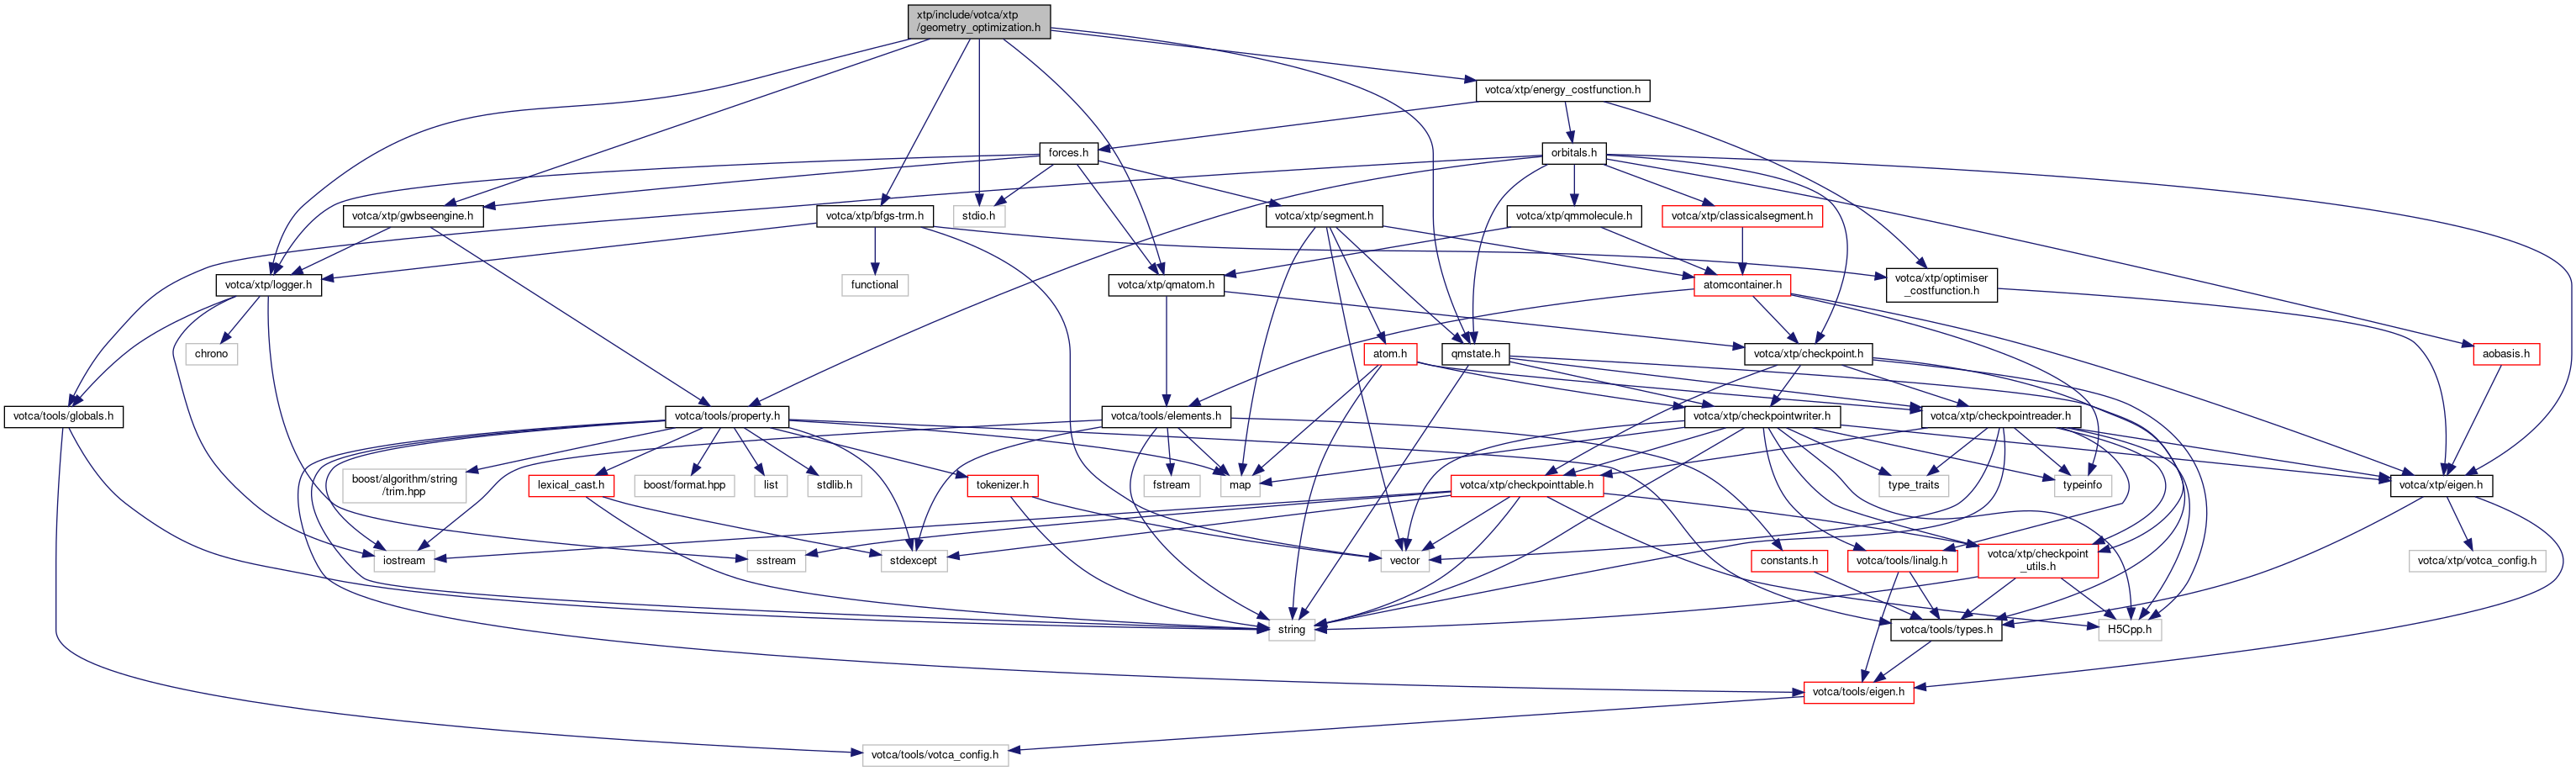 xtp/include/votca/xtp
/geometry_optimization.h
votca/xtp/energy_costfunction.h
forces.h
orbitals.h
votca/xtp/gwbseengine.h
votca/xtp/bfgs-trm.h
stdio.h
votca/xtp/segment.h
votca/xtp/qmmolecule.h
votca/xtp/classicalsegment.h
votca/xtp/logger.h
functional
votca/xtp/qmatom.h
atomcontainer.h
votca/xtp/optimiser
_costfunction.h
chrono
atom.h
qmstate.h
votca/xtp/checkpoint.h
aobasis.h
votca/tools/globals.h
votca/tools/property.h
votca/tools/elements.h
votca/xtp/checkpointwriter.h
votca/xtp/checkpointreader.h
boost/algorithm/string
/trim.hpp
lexical_cast.h
boost/format.hpp
list
stdlib.h
tokenizer.h
fstream
map
votca/xtp/checkpointtable.h
type_traits
typeinfo
votca/xtp/eigen.h
iostream
sstream
stdexcept
vector
constants.h
votca/tools/linalg.h
votca/xtp/checkpoint
_utils.h
votca/xtp/votca_config.h
string
votca/tools/types.h
H5Cpp.h
votca/tools/eigen.h
votca/tools/votca_config.h